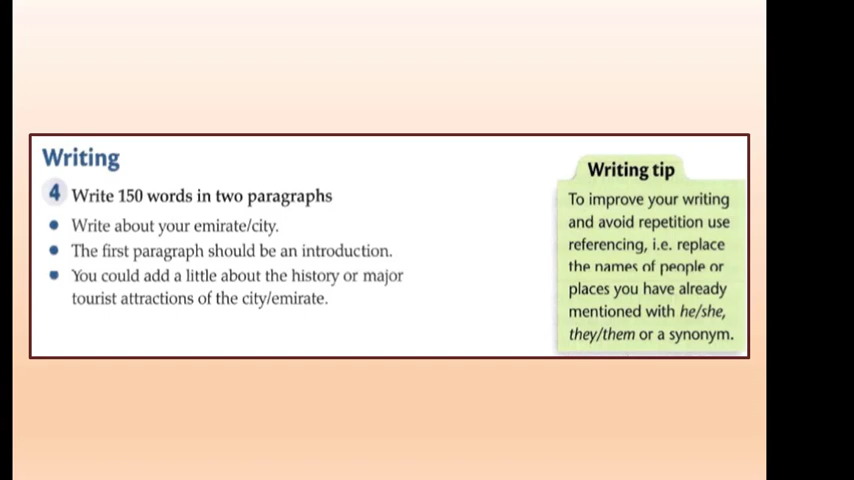 Writing
4 Write 150 words in two paragraphs
Write about your emirate/city.
The first paragraph should be an introduction.
You could add a little about the history or major
tourist attractions of the city/emirate.
Writing tip
To improve your writing
and avoid repetition use
referencing, i.e. replace
the names of people or
places you have already
mentioned with he/she,
they/them or a synonym.